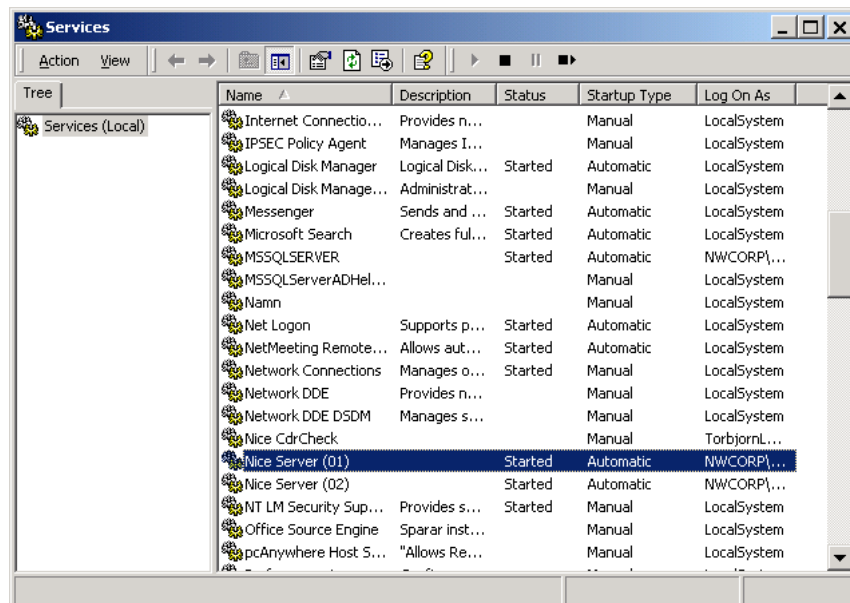 Services
Action View
Tree
Services (Local)
Name Description Status Startup Type Log On As
Internet Connectio... Provides n... Manual LocalSystem
IPSEC Policy Agent Manages I... Manual LocalSystem
Logical Disk Manager Logical Disk... Started Automatic LocalSystem
Logical Disk Manage... Administrat... Manual LocalSystem
Messenger Sends and ... Started Automatic LocalSystem
Microsoft Search Creates ful... Started Automatic LocalSystem
MSSQLSERVER Started Automatic NWCORP\...
MSSQLServerADHel... Manual LocalSystem
Namn Manual LocalSystem
Net Logon Supports p... Started Automatic LocalSystem
NetMeeting Remote... Allows aut... Started Automatic LocalSystem
Network Connections Manages o... Started Manual LocalSystem
Network DDE Provides n... Manual LocalSystem
Network DDE DSDM Manages s... Manual LocalSystem
Nice CdrCheck Manual TorbjornL...
Nice Server (01) Started Automatic NWCORP\...
Nice Server (02) Started Automatic NWCORP\...
NT LM Security Sup... Provides s... Started Manual LocalSystem
Office Source Engine Sparar inst... Manual LocalSystem
pcAnywhere Host S... "Allows Re... Manual LocalSystem